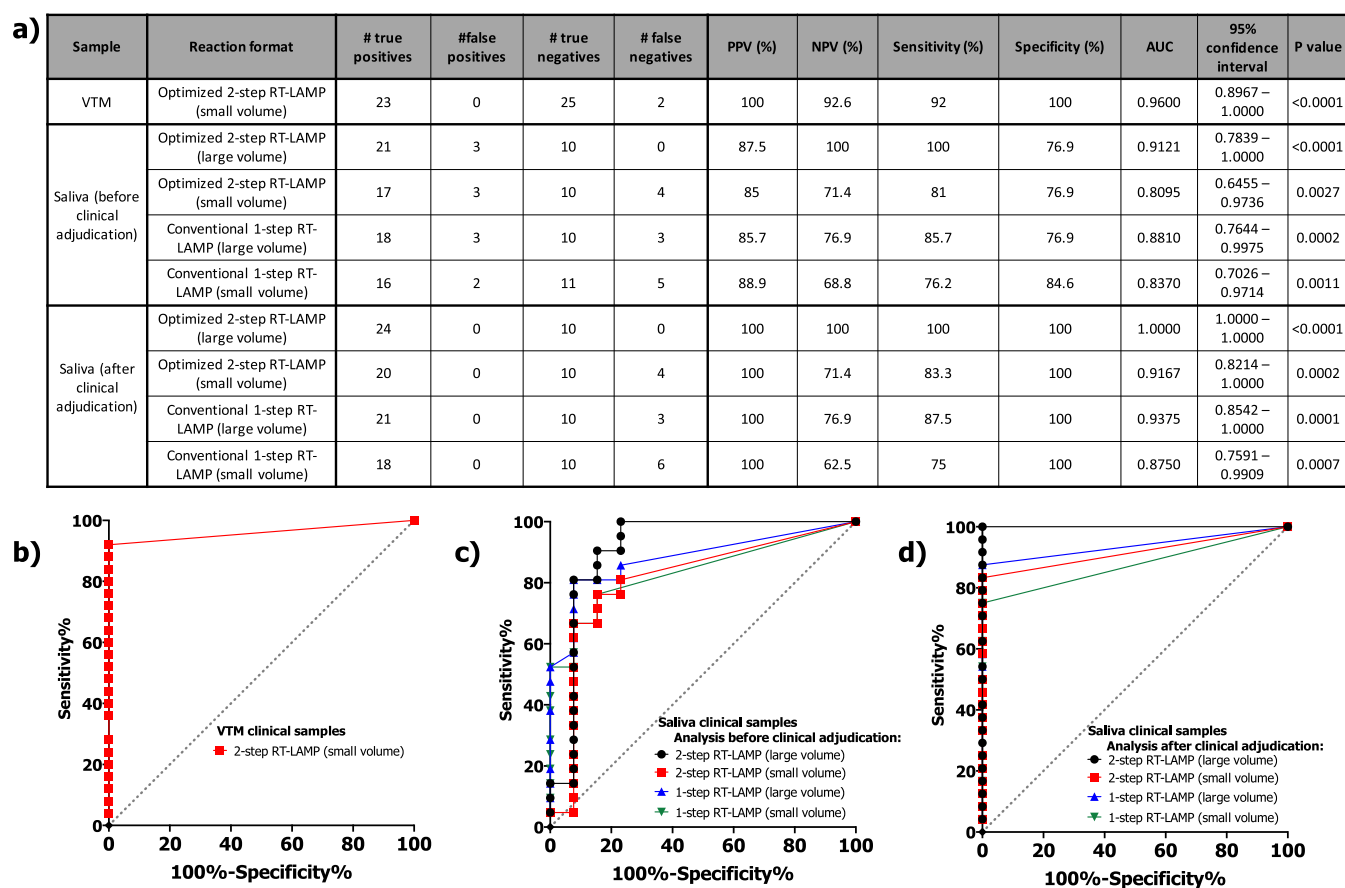 a)
Sample
Reaction format
# true
positives
#false
positives
# true
negatives
# false
negatives
PPV (%)
NPV (%)
Sensitivity (%)
Specificity (%)
AUC
95%
confidence
interval
P value
VTM
Optimized 2-step RT-LAMP
(small volume)
23
0
25
2
100
92.6
92
100
0.9600
0.8967 –
1.0000
<0.0001
Saliva (before
clinical
adjudication)
Optimized 2-step RT-LAMP
(large volume)
21
3
10
0
87.5
100
100
76.9
0.9121
0.7839 –
1.0000
<0.0001
Optimized 2-step RT-LAMP
(small volume)
17
3
10
4
85
71.4
81
76.9
0.8095
0.6455 –
0.9736
0.0027
Conventional 1-step RT-
LAMP (large volume)
18
3
10
3
85.7
76.9
85.7
76.9
0.8810
0.7644 –
0.9975
0.0002
Conventional 1-step RT-
LAMP (small volume)
16
2
11
5
88.9
68.8
76.2
84.6
0.8370
0.7026 –
0.9714
0.0011
Saliva (after
clinical
adjudication)
Optimized 2-step RT-LAMP
(large volume)
24
0
10
0
100
100
100
100
1.0000
1.0000 –
1.0000
<0.0001
Optimized 2-step RT-LAMP
(small volume)
20
0
10
4
100
71.4
83.3
100
0.9167
0.8214 –
1.0000
0.0002
Conventional 1-step RT-
LAMP (large volume)
21
0
10
3
100
76.9
87.5
100
0.9375
0.8542 –
1.0000
0.0001
Conventional 1-step RT-
LAMP (small volume)
18
0
10
6
100
62.5
75
100
0.8750
0.7591 –
0.9909
0.0007
b)
Sensitivity%
100
80
60
40
20
0
0 20 40 60 80 100
100%-Specificity%
VTM clinical samples
2-step RT-LAMP (small volume)
c)
Sensitivity%
100
80
60
40
20
0
0 20 40 60 80 100
100%-Specificity%
Saliva clinical samples
Analysis before clinical adjudication:
2-step RT-LAMP (large volume)
2-step RT-LAMP (small volume)
1-step RT-LAMP (large volume)
1-step RT-LAMP (small volume)
d)
Sensitivity%
100
80
60
40
20
0
0 20 40 60 80 100
100%-Specificity%
Saliva clinical samples
Analysis after clinical adjudication:
2-step RT-LAMP (large volume)
2-step RT-LAMP (small volume)
1-step RT-LAMP (large volume)
1-step RT-LAMP (small volume)